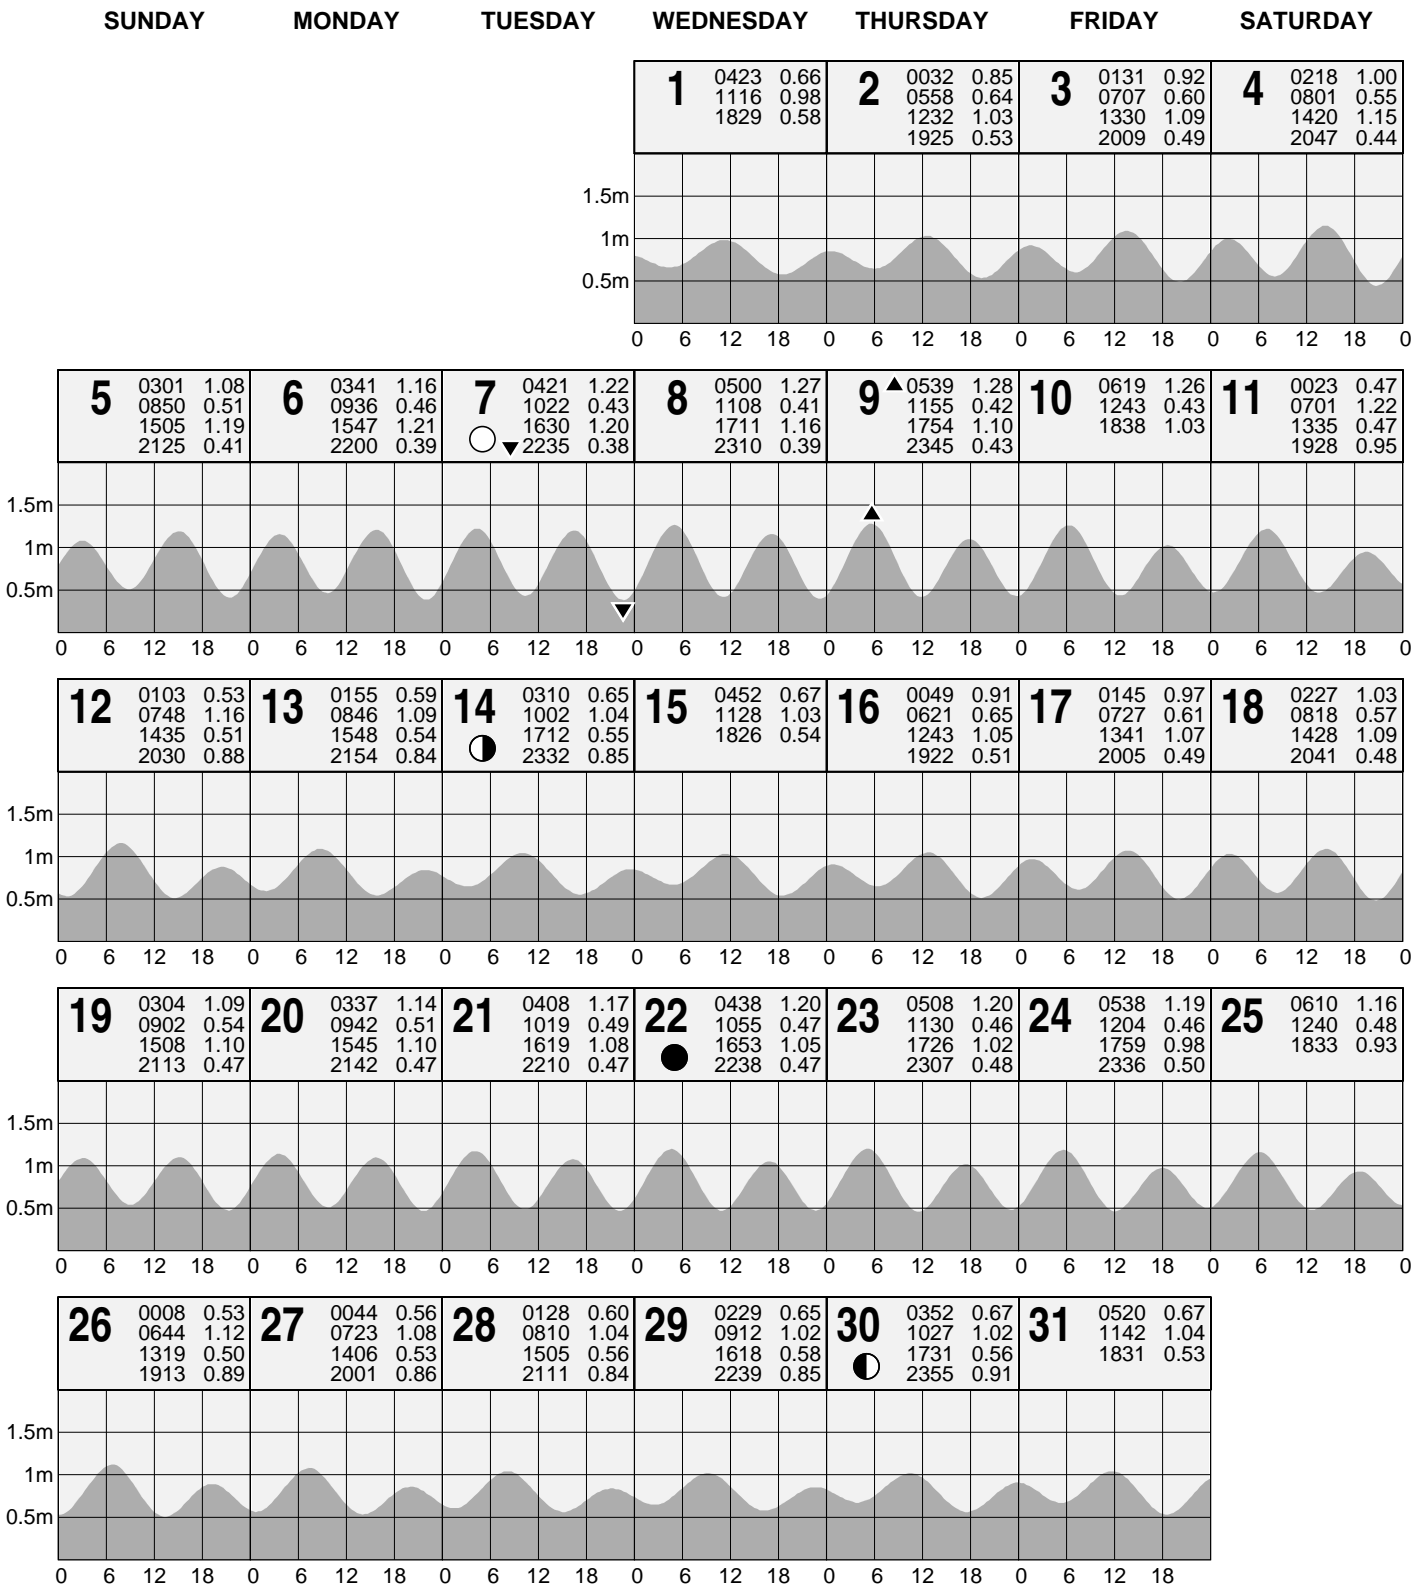 SUNDAY MONDAY TUESDAY WEDNESDAY THURSDAY FRIDAY SATURDAY
1 0423 0.66
1116 0.98
1829 0.58
2 0032 0.85
0558 0.64
1232 1.03
1925 0.53
3 0131 0.92
0707 0.60
1330 1.09
2009 0.49
4 0218 1.00
0801 0.55
1420 1.15
2047 0.44
1.5m
1m
0.5m
0 6 12 18 0 6 12 18 0 6 12 18 0 6 12 18 0
5 0301 1.08
0850 0.51
1505 1.19
2125 0.41
6 0341 1.16
0936 0.46
1547 1.21
2200 0.39
7 0421 1.22
1022 0.43
1630 1.20
2235 0.38
8 0500 1.27
1108 0.41
1711 1.16
2310 0.39
9 0539 1.28
1155 0.42
1754 1.10
2345 0.43
10 0619 1.26
1243 0.43
1838 1.03
11 0023 0.47
0701 1.22
1335 0.47
1928 0.95
1.5m
1m
0.5m
0 6 12 18 0 6 12 18 0 6 12 18 0 6 12 18 0 6 12 18 0 6 12 18 0 6 12 18 0
12 0103 0.53
0748 1.16
1435 0.51
2030 0.88
13 0155 0.59
0846 1.09
1548 0.54
2154 0.84
14 0310 0.65
1002 1.04
1712 0.55
2332 0.85
15 0452 0.67
1128 1.03
1826 0.54
16 0049 0.91
0621 0.65
1243 1.05
1922 0.51
17 0145 0.97
0727 0.61
1341 1.07
2005 0.49
18 0227 1.03
0818 0.57
1428 1.09
2041 0.48
1.5m
1m
0.5m
0 6 12 18 0 6 12 18 0 6 12 18 0 6 12 18 0 6 12 18 0 6 12 18 0 6 12 18 0
19 0304 1.09
0902 0.54
1508 1.10
2113 0.47
20 0337 1.14
0942 0.51
1545 1.10
2142 0.47
21 0408 1.17
1019 0.49
1619 1.08
2210 0.47
22 0438 1.20
1055 0.47
1653 1.05
2238 0.47
23 0508 1.20
1130 0.46
1726 1.02
2307 0.48
24 0538 1.19
1204 0.46
1759 0.98
2336 0.50
25 0610 1.16
1240 0.48
1833 0.93
1.5m
1m
0.5m
0 6 12 18 0 6 12 18 0 6 12 18 0 6 12 18 0 6 12 18 0 6 12 18 0 6 12 18 0
26 0008 0.53
0644 1.12
1319 0.50
1913 0.89
27 0044 0.56
0723 1.08
1406 0.53
2001 0.86
28 0128 0.60
0810 1.04
1505 0.56
2111 0.84
29 0229 0.65
0912 1.02
1618 0.58
2239 0.85
30 0352 0.67
1027 1.02
1731 0.56
2355 0.91
31 0520 0.67
1142 1.04
1831 0.53
1.5m
1m
0.5m
0 6 12 18 0 6 12 18 0 6 12 18 0 6 12 18 0 6 12 18 0 6 12 18